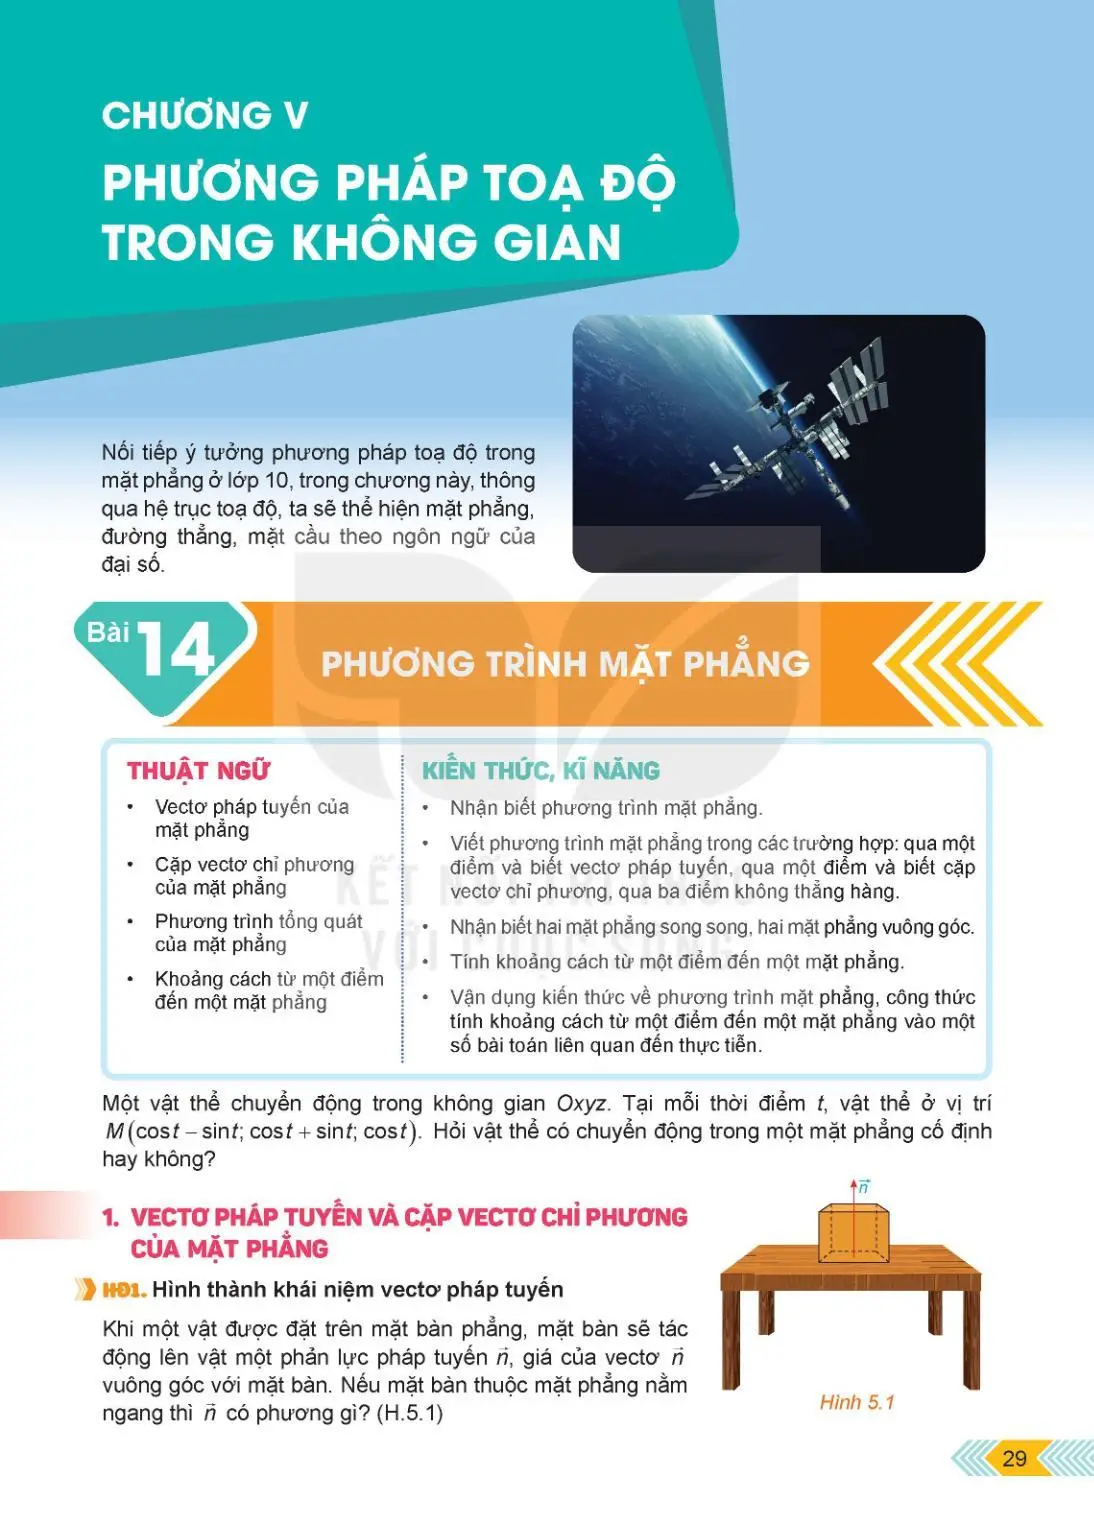 CHƯƠNG V
PHƯƠNG PHÁP TOẠ ĐỘ
TRONG KHÔNG GIAN
Nối tiếp ý tưởng phương pháp toạ độ trong
mặt phẳng ở lớp 10, trong chương này, thông
qua hệ trục toạ độ, ta sẽ thể hiện mặt phẳng,
đường thẳng, mặt cầu theo ngôn ngữ của
đại số.
Bài 14
PHƯƠNG TRÌNH MẶT PHẲNG
THUẬT NGỮ
• Vectơ pháp tuyến của
mặt phẳng
• Cặp vectơ chỉ phương
của mặt phẳng
• Phương trình tổng quát
của mặt phẳng
• Khoảng cách từ một điểm
đến một mặt phẳng
KIẾN THỨC, KĨ NĂNG
• Nhận biết phương trình mặt phẳng.
• Viết phương trình mặt phẳng trong các trường hợp: qua một
điểm và biết vectơ pháp tuyến, qua một điểm và biết cặp
vectơ chỉ phương, qua ba điểm không thẳng hàng.
• Nhận biết hai mặt phẳng song song, hai mặt phẳng vuông góc.
• Tính khoảng cách từ một điểm đến một mặt phẳng.
• Vận dụng kiến thức về phương trình mặt phẳng, công thức
tính khoảng cách từ một điểm đến một mặt phẳng vào một
số bài toán liên quan đến thực tiễn.
KẾT NỐI TRI THỨC
VỚI CUỘC SỐNG
Một vật thể chuyển động trong không gian Oxyz. Tại mỗi thời điểm t, vật thể ở vị trí
M(cost – sint; cost + sint; cost). Hỏi vật thể có chuyển động trong một mặt phẳng cố định
hay không?
1. VECTƠ PHÁP TUYẾN VÀ CẶP VECTƠ CHỈ PHƯƠNG
CỦA MẶT PHẲNG
HĐ1. Hình thành khái niệm vectơ pháp tuyến
Khi một vật được đặt trên mặt bàn phẳng, mặt bàn sẽ tác
động lên vật một phản lực pháp tuyến n⃗, giá của vectơ n⃗
vuông góc với mặt bàn. Nếu mặt bàn thuộc mặt phẳng nằm
ngang thì n⃗ có phương gì? (H.5.1)
n⃗
Hình 5.1
29